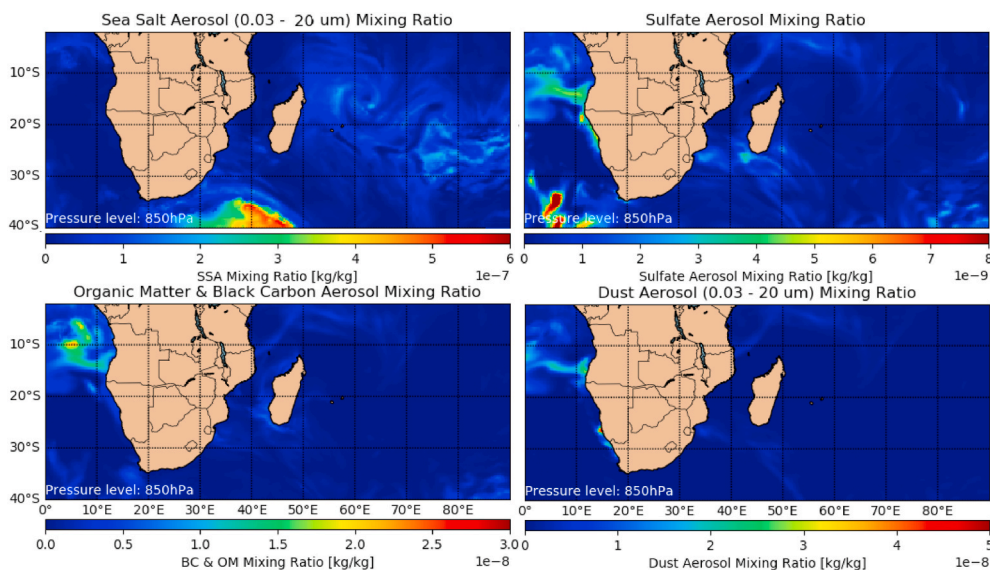 Sea Salt Aerosol (0.03 - 20 um) Mixing Ratio
Sulfate Aerosol Mixing Ratio
10°S
20°S
30°S
40°S
Pressure level: 850hPa
Pressure level: 850hPa
0 1 2 3 4 5 6
SSA Mixing Ratio [kg/kg] 1e-7
0 1 2 3 4 5 6 7 8
Sulfate Aerosol Mixing Ratio [kg/kg] 1e-9
Organic Matter & Black Carbon Aerosol Mixing Ratio
Dust Aerosol (0.03 - 20 um) Mixing Ratio
10°S
20°S
30°S
40°S
Pressure level: 850hPa
Pressure level: 850hPa
0° 10°E 20°E 30°E 40°E 50°E 60°E 70°E 80°E
0° 10°E 20°E 30°E 40°E 50°E 60°E 70°E 80°E
0.0 0.5 1.0 1.5 2.0 2.5 3.0
BC & OM Mixing Ratio [kg/kg] 1e-8
0 1 2 3 4 5
Dust Aerosol Mixing Ratio [kg/kg] 1e-8